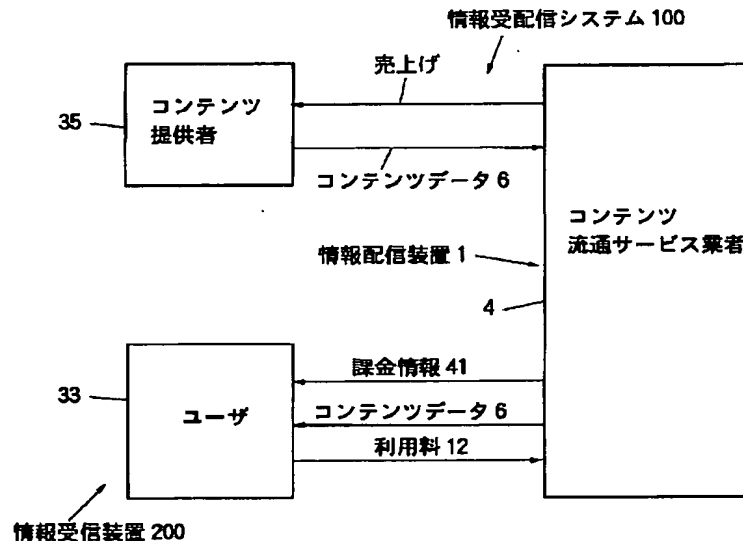 情報受配信システム 100
売上げ
コンテンツ
提供者
35
コンテンツデータ 6
コンテンツ
流通サービス業者
情報配信装置 1
4
課金情報 41
33
ユーザ
コンテンツデータ 6
利用料 12
情報受信装置 200